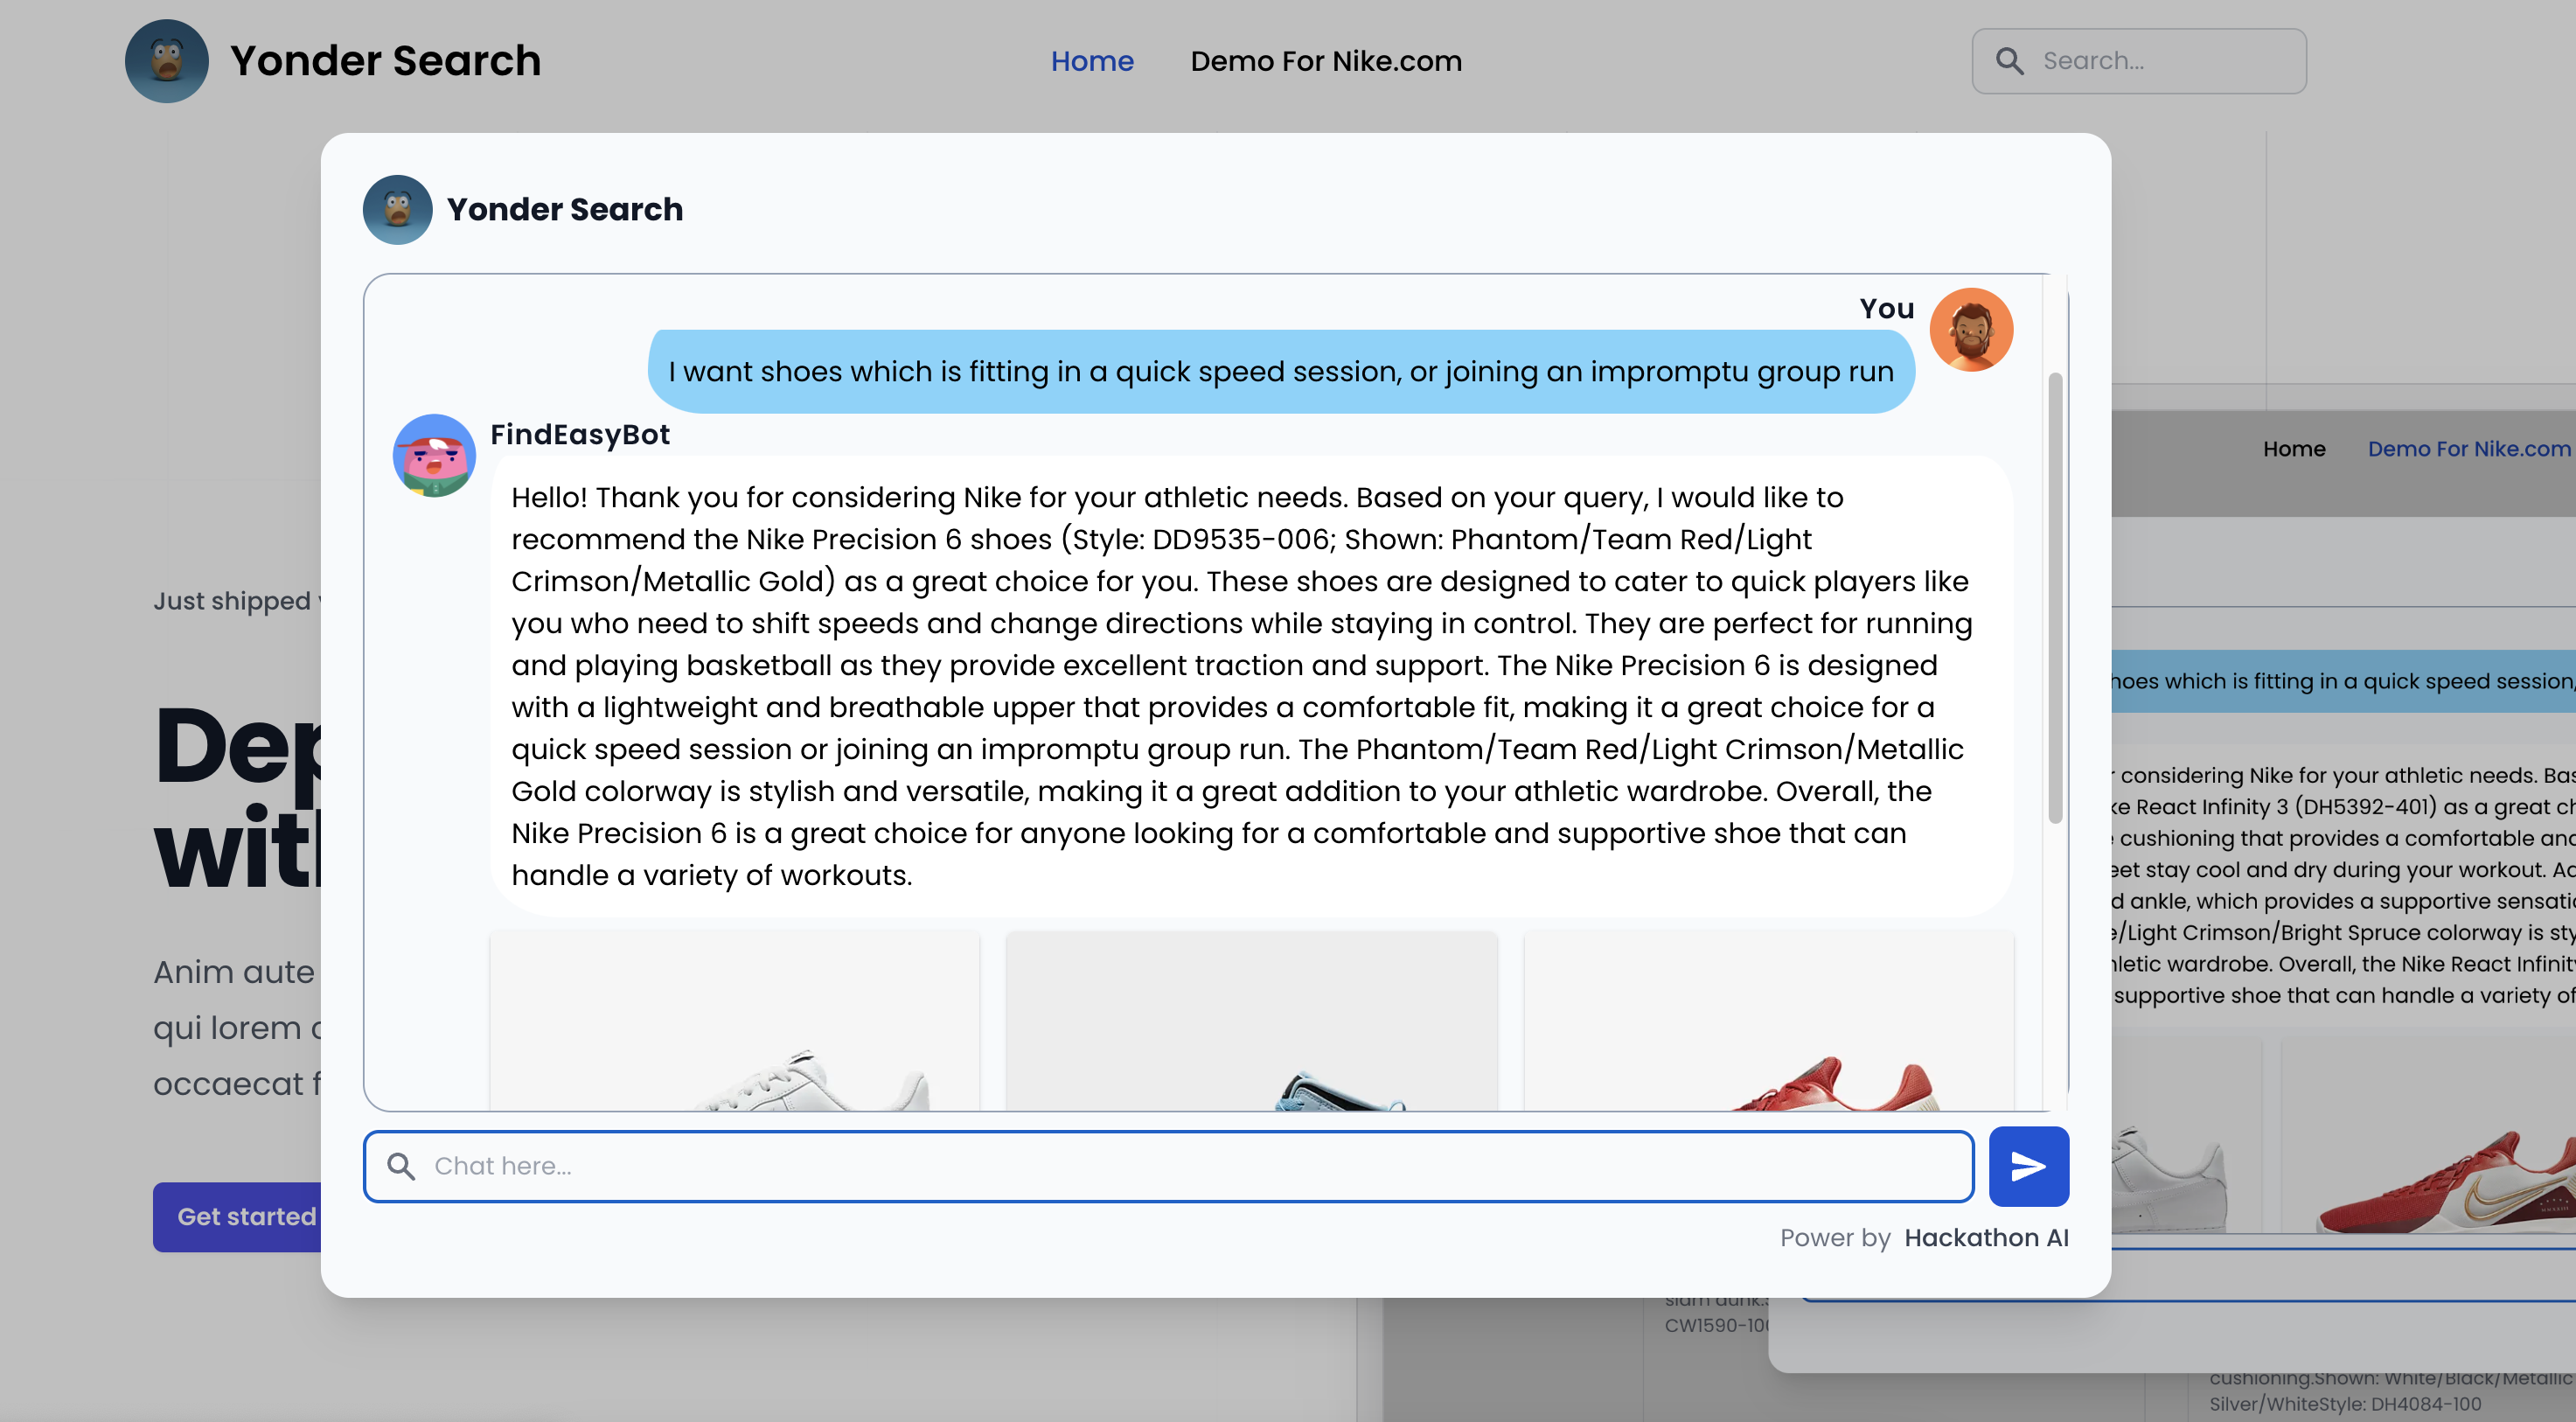 Yonder Search
Home
Demo For Nike.com
Search...
Yonder Search
You
I want shoes which is fitting in a quick speed session, or joining an impromptu group run
FindEasyBot
Hello! Thank you for considering Nike for your athletic needs. Based on your query, I would like to
recommend the Nike Precision 6 shoes (Style: DD9535-006; Shown: Phantom/Team Red/Light
Crimson/Metallic Gold) as a great choice for you. These shoes are designed to cater to quick players like
you who need to shift speeds and change directions while staying in control. They are perfect for running
and playing basketball as they provide excellent traction and support. The Nike Precision 6 is designed
with a lightweight and breathable upper that provides a comfortable fit, making it a great choice for a
quick speed session or joining an impromptu group run. The Phantom/Team Red/Light Crimson/Metallic
Gold colorway is stylish and versatile, making it a great addition to your athletic wardrobe. Overall, the
Nike Precision 6 is a great choice for anyone looking for a comfortable and supportive shoe that can
handle a variety of workouts.
Chat here...
Power by Hackathon AI
Just shipped
Dep
with
Anim aute
qui lorem
occaecat
Get started
Home
Demo For Nike.com
which is fitting in a quick speed session,
considering Nike for your athletic needs.
React Infinity 3 (DH5392-401) as a great
cushioning that provides a comfortable
stay cool and dry during your workout.
ankle, which provides a supportive
/Light Crimson/Bright Spruce colorway is
wardrobe. Overall, the Nike React
supportive shoe that can handle a variety of
slam dunk.
CW1590-100
cushioning.Shown: White/Black/Metallic
Silver/WhiteStyle: DH4084-100